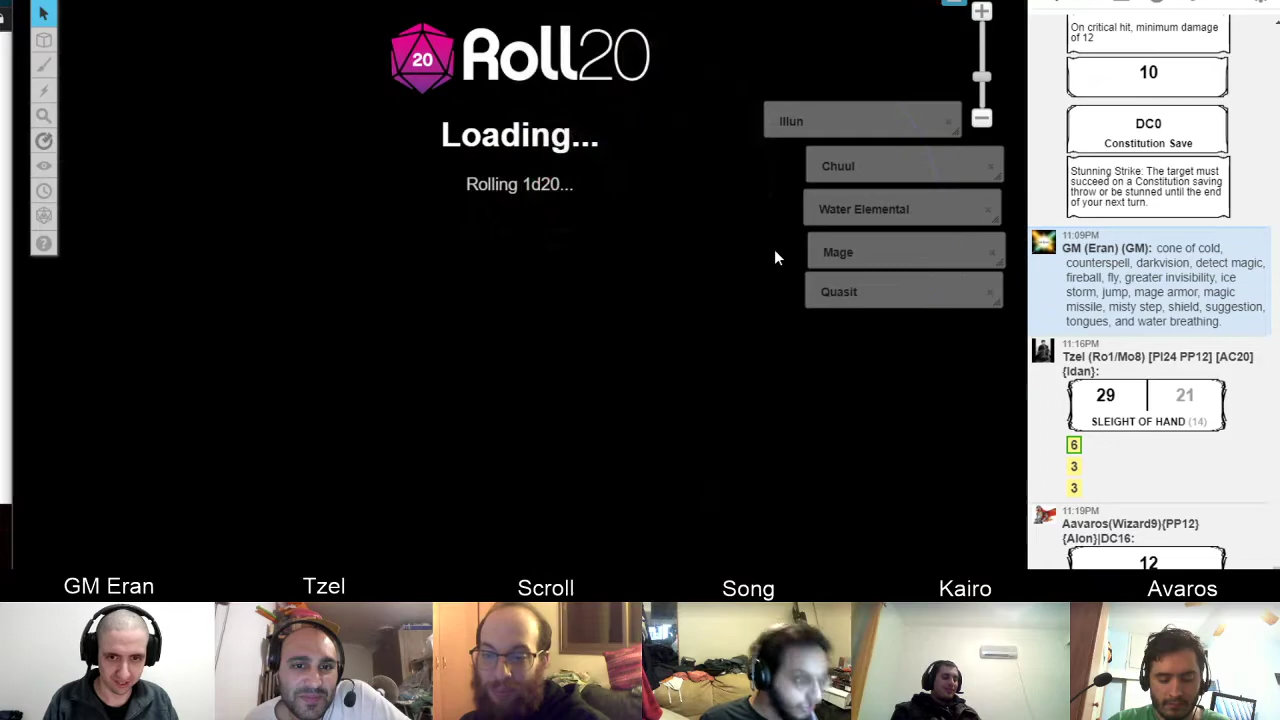 20
Roll20
Loading...
Rolling 1d20...
Illun
Chuul
Water Elemental
Mage
Quasit
On critical hit, minimum damage
of 12
10
DC0
Constitution Save
Stunning Strike: The target must
succeed on a Constitution saving
throw or be stunned until the end
of your next turn.
11:09PM
GM (Eran) (GM): cone of cold,
counterspell, darkvision, detect magic,
fireball, fly, greater invisibility, ice
storm, jump, mage armor, magic
missile, misty step, shield, suggestion,
tongues, and water breathing.
11:16PM
Tzel (Ro1/Mo8) [PI24 PP12] [AC20]
{Idan}:
29 21
SLEIGHT OF HAND (14)
6
3
3
11:19PM
Aavaros(Wizard9){PP12}
{Alon}|DC16:
12
GM Eran
Tzel
Scroll
Song
Kairo
Avaros